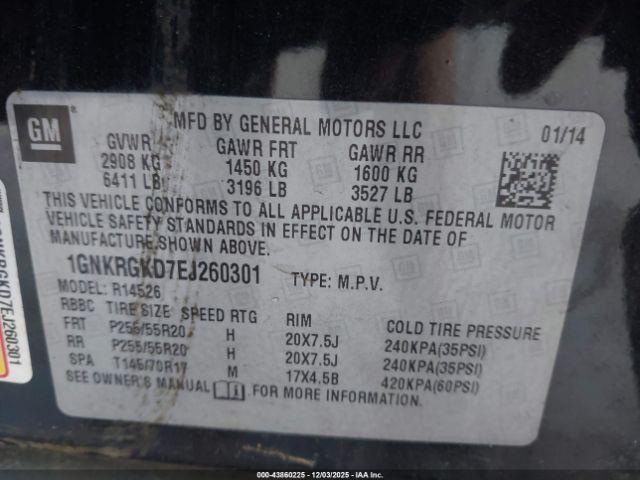 GM
MFD BY GENERAL MOTORS LLC 01/14
GVWR GAWR FRT GAWR RR
2908 KG 1450 KG 1600 KG
6411 LB 3196 LB 3527 LB
THIS VEHICLE CONFORMS TO ALL APPLICABLE U.S. FEDERAL MOTOR
VEHICLE SAFETY STANDARDS IN EFFECT ON THE DATE OF
MANUFACTURE SHOWN ABOVE.
1GNKRGKD7EJ260301 TYPE: M.P.V.
MODEL: R14526
RBBC TIRE SIZE SPEED RTG RIM COLD TIRE PRESSURE
FRT P255/55R20 H 20X7.5J 240KPA(35PSI)
RR P255/55R20 H 20X7.5J 240KPA(35PSI)
SPA T145/70R17 M 17X4.5B 420KPA(60PSI)
SEE OWNER'S MANUAL FOR MORE INFORMATION.
GNKRGKD7EJ260301
000-43860225 - 12/03/2025 - IAA Inc.